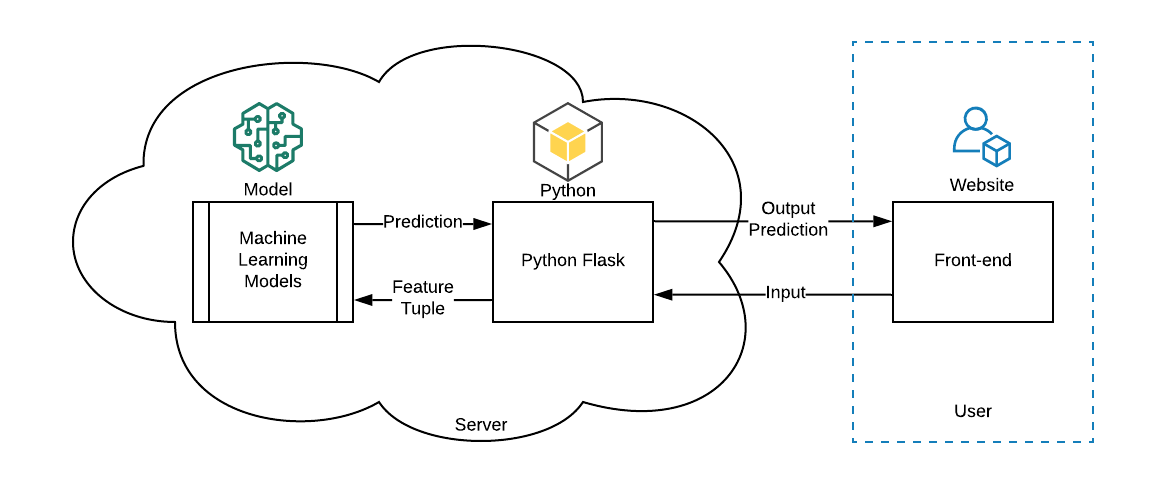 Model
Machine
Learning
Models
Prediction
Feature
Tuple
Python
Python Flask
Output
Prediction
Input
Website
Front-end
User
Server